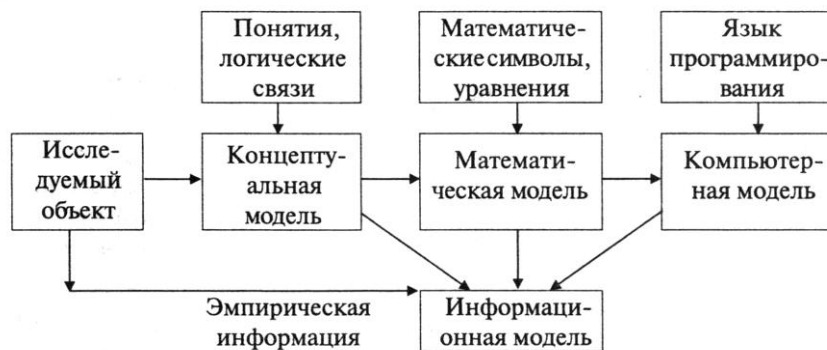 Понятия,
логические
связи
Математиче-
ские символы,
уравнения
Язык
программиро-
вания
Иссле-
дуемый
объект
Концепту-
альная
модель
Математи-
ческая модель
Компьютер-
ная модель
Эмпирическая
информация
Информаци-
онная модель